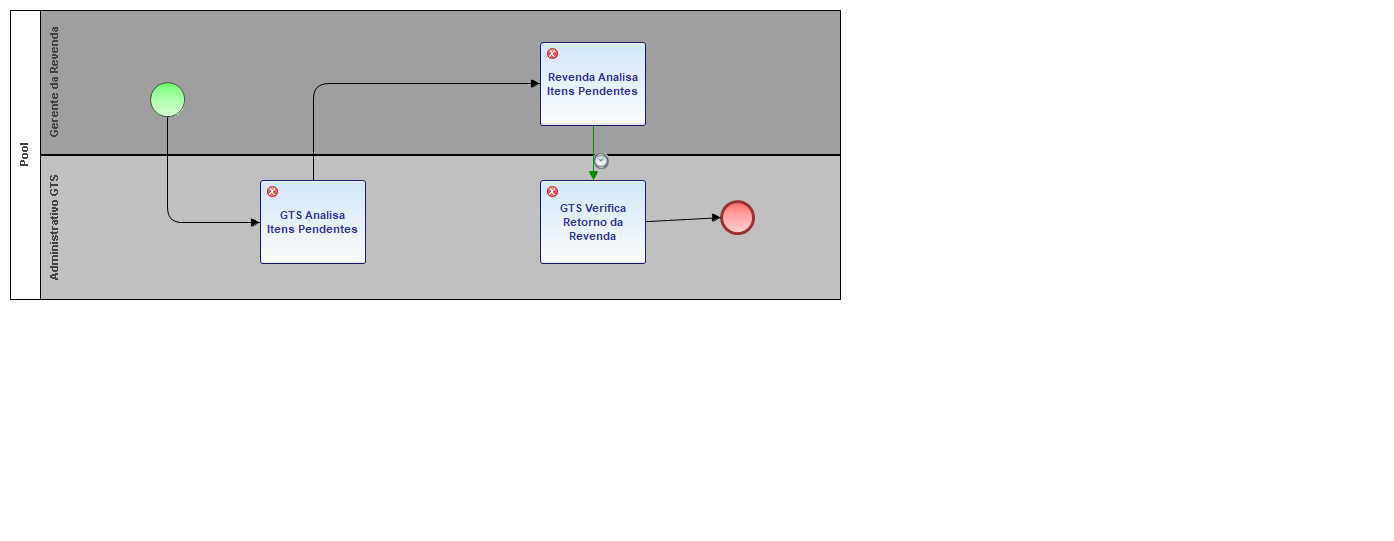 Pool
Gerente da Revenda
Revenda Analisa
Itens Pendentes
Administrativo GTS
GTS Analisa
Itens Pendentes
GTS Verifica
Retorno da
Revenda